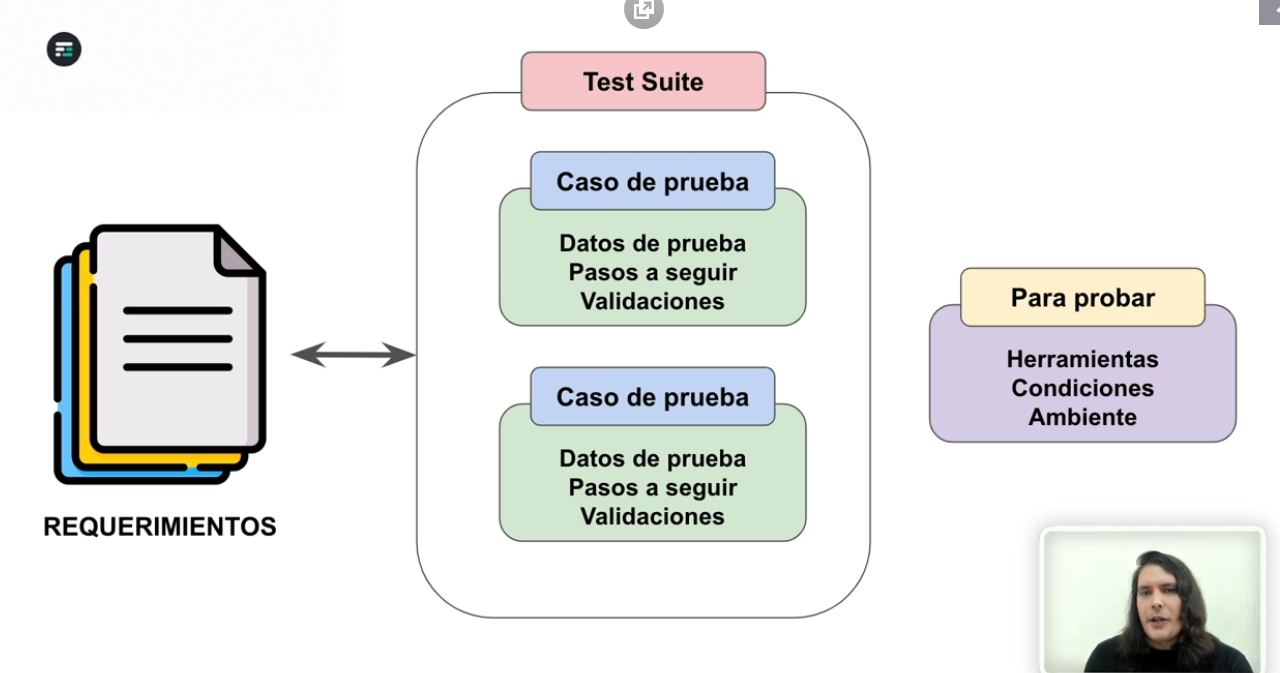 Test Suite
Caso de prueba
Datos de prueba
Pasos a seguir
Validaciones
Caso de prueba
Datos de prueba
Pasos a seguir
Validaciones
Para probar
Herramientas
Condiciones
Ambiente
REQUERIMIENTOS